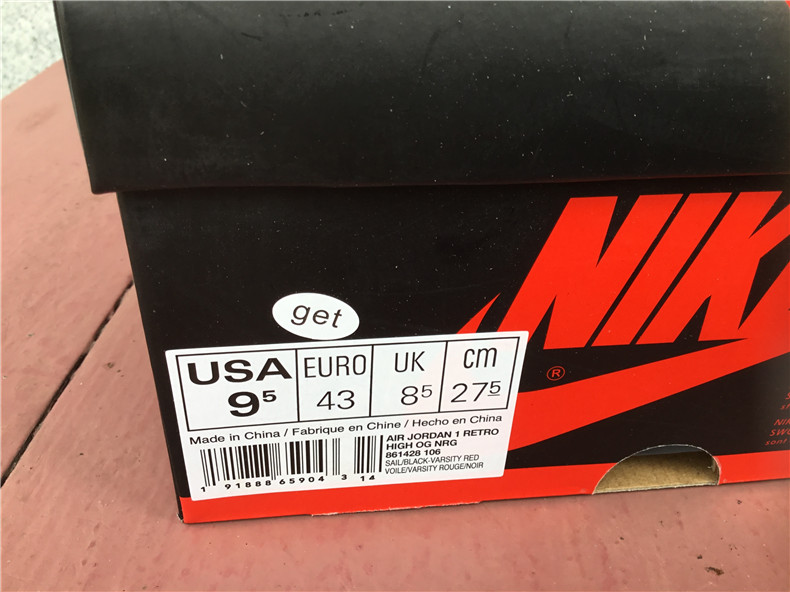 NIK
®
get
USA EURO UK cm
9⁵ 43 8⁵ 27⁵
Made in China / Fabrique en Chine / Hecho en China
AIR JORDAN 1 RETRO
HIGH OG NRG
861428 106
SAIL/BLACK-VARSITY RED
VOILE/VARSITY ROUGE/NOIR
1 91888 65904 3 14